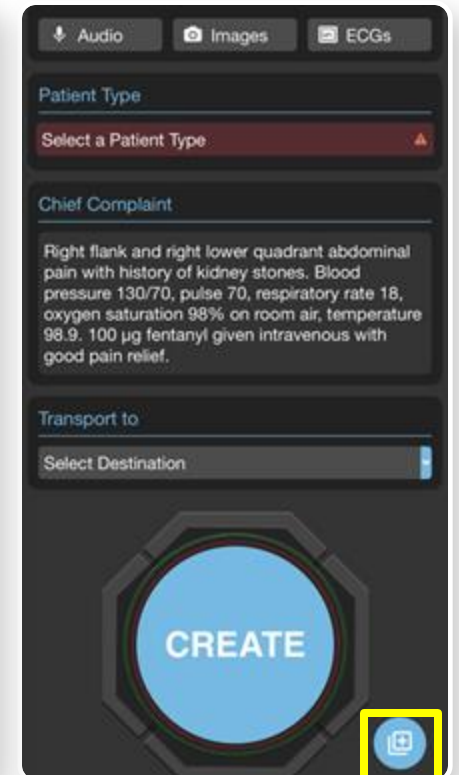 Audio Images ECGs
Patient Type
Select a Patient Type
Chief Complaint
Right flank and right lower quadrant abdominal
pain with history of kidney stones. Blood
pressure 130/70, pulse 70, respiratory rate 18,
oxygen saturation 98% on room air, temperature
98.9. 100 µg fentanyl given intravenous with
good pain relief.
Transport to
Select Destination
CREATE